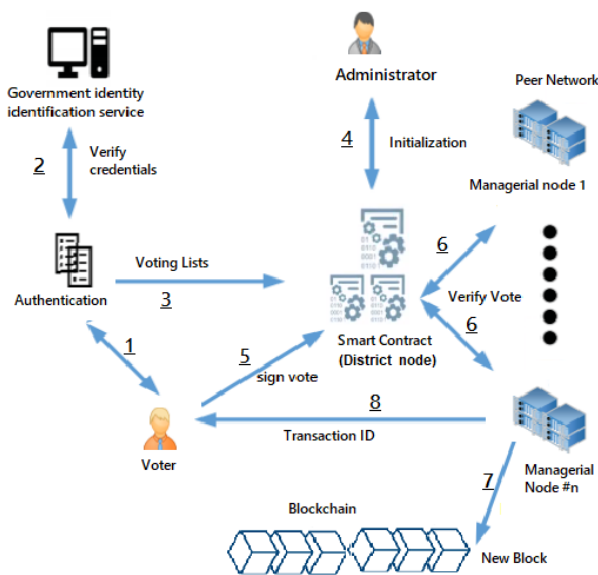 Government identity
identification service
Administrator
Peer Network
2
Verify
credentials
4
Initialization
Managerial node 1
Authentication
Voting Lists
3
6
Verify Vote
6
Smart Contract
(District node)
1
5
sign vote
8
Transaction ID
Voter
Managerial
Node #n
7
Blockchain
New Block